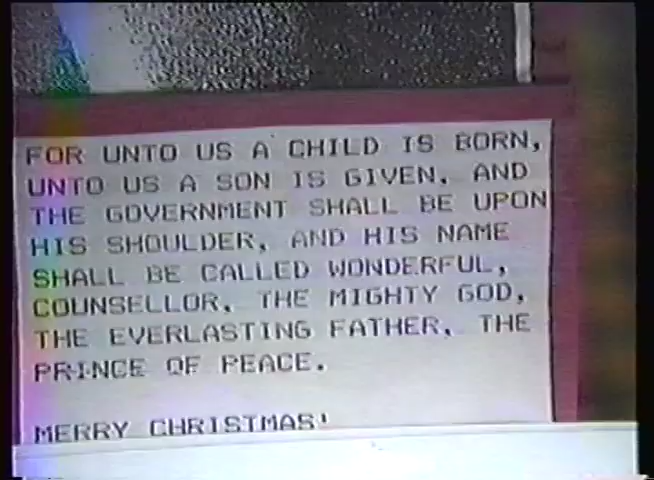 FOR UNTO US A CHILD IS BORN,
UNTO US A SON IS GIVEN, AND
THE GOVERNMENT SHALL BE UPON
HIS SHOULDER, AND HIS NAME
SHALL BE CALLED WONDERFUL,
COUNSELLOR, THE MIGHTY GOD,
THE EVERLASTING FATHER, THE
PRINCE OF PEACE.
MERRY CHRISTMAS!